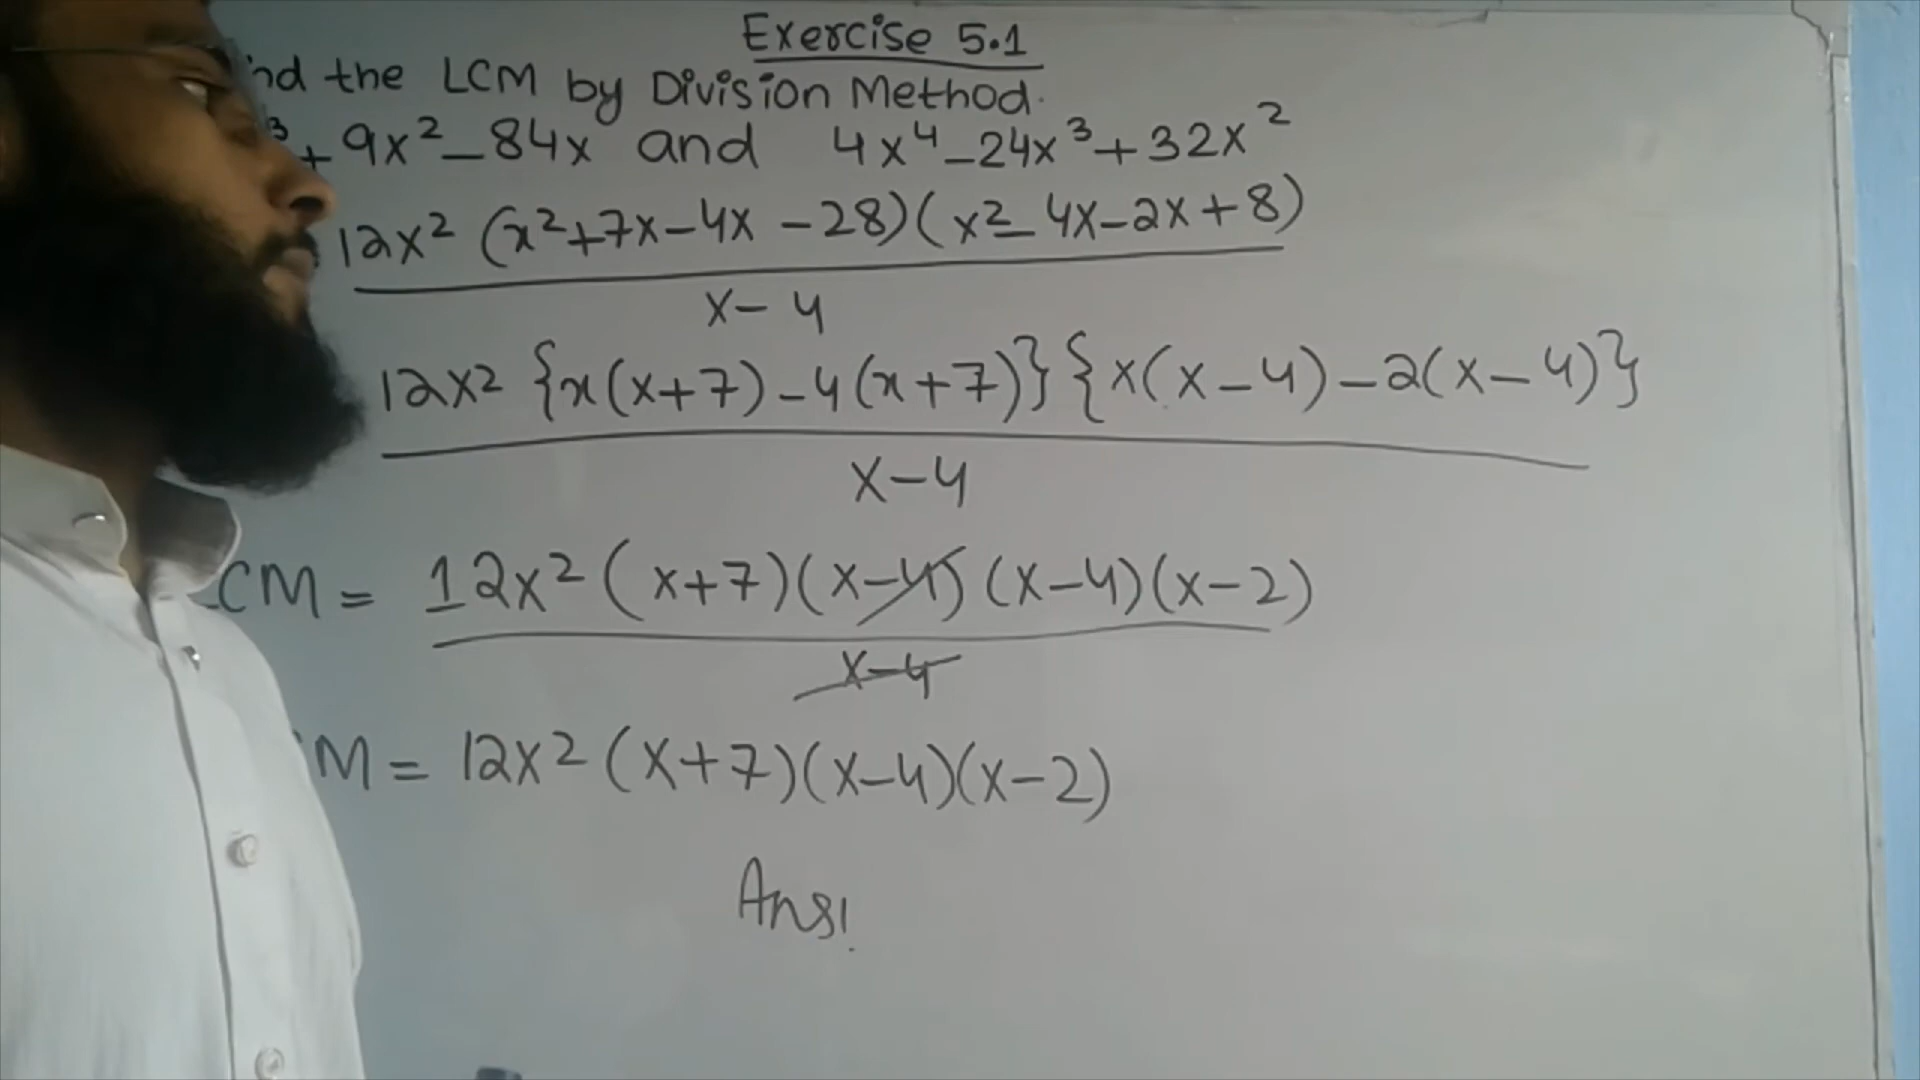 Exercise 5.1
nd the LCM by Division Method.
³ + 9x² - 84x and 4x⁴ - 24x³ + 32x²
12x² (x² + 7x - 4x - 28)(x² - 4x - 2x + 8)
x - 4
12x² {x(x+7) - 4(x+7)}{x(x-4) - 2(x-4)}
x - 4
CM = 12x² (x+7)(x-4)(x-4)(x-2)
x-4
M = 12x² (x+7)(x-4)(x-2)
Ans!